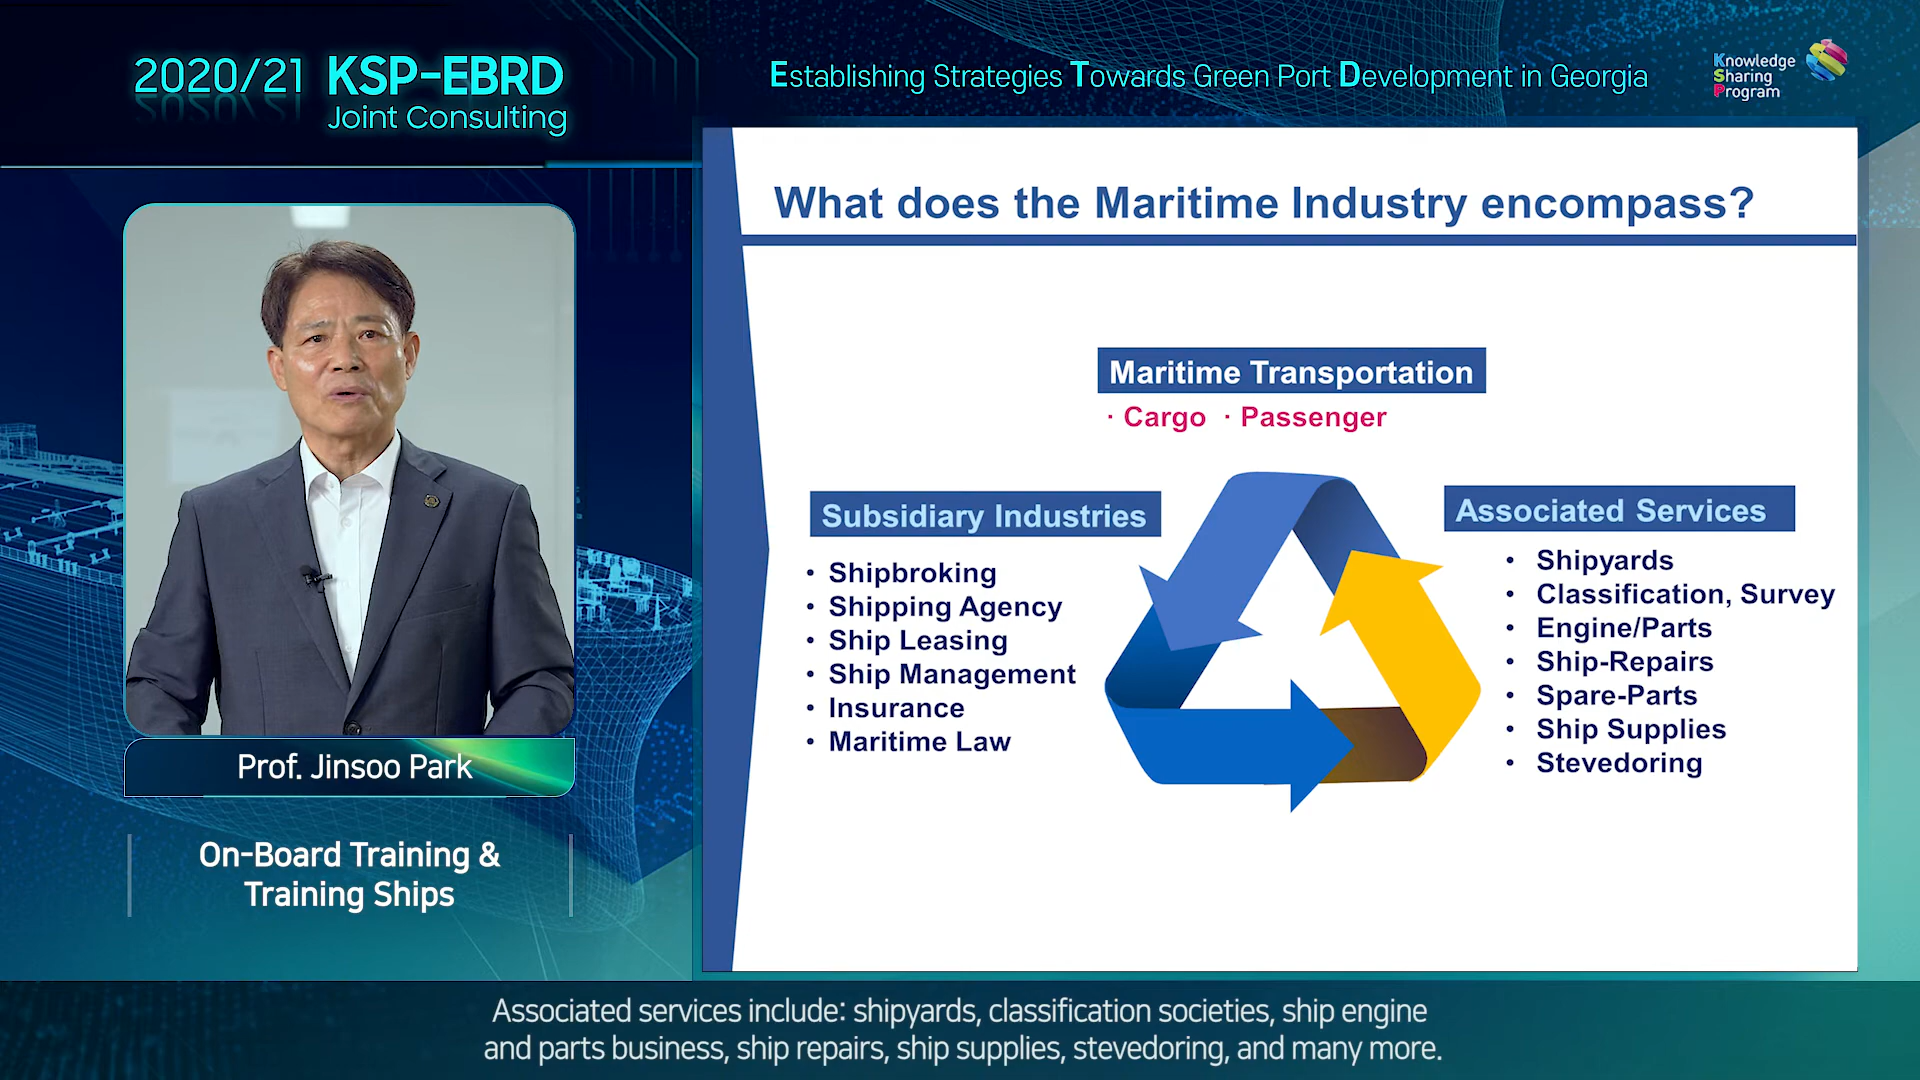 2020/21 KSP-EBRD
Joint Consulting
Establishing Strategies Towards Green Port Development in Georgia
Knowledge
Sharing
Program
What does the Maritime Industry encompass?
Maritime Transportation
· Cargo · Passenger
Subsidiary Industries
• Shipbroking
• Shipping Agency
• Ship Leasing
• Ship Management
• Insurance
• Maritime Law
Associated Services
• Shipyards
• Classification, Survey
• Engine/Parts
• Ship-Repairs
• Spare-Parts
• Ship Supplies
• Stevedoring
Prof. Jinsoo Park
On-Board Training &
Training Ships
Associated services include: shipyards, classification societies, ship engine
and parts business, ship repairs, ship supplies, stevedoring, and many more.